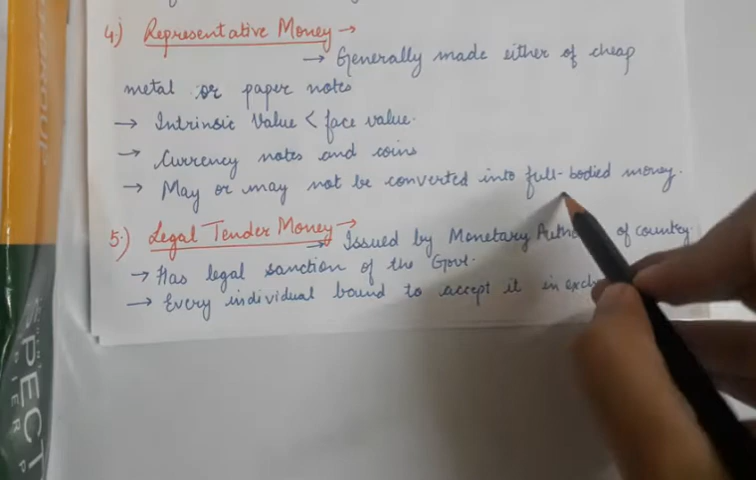 4) Representative Money →
→ Generally made either of cheap
metal or paper notes
→ Intrinsic Value < face value.
→ Currency notes and coins
→ May or may not be converted into full-bodied money.
5.) Legal Tender Money →
→ Issued by Monetary of country.
→ Has legal sanction of the Govt.
→ Every individual bound to accept it in